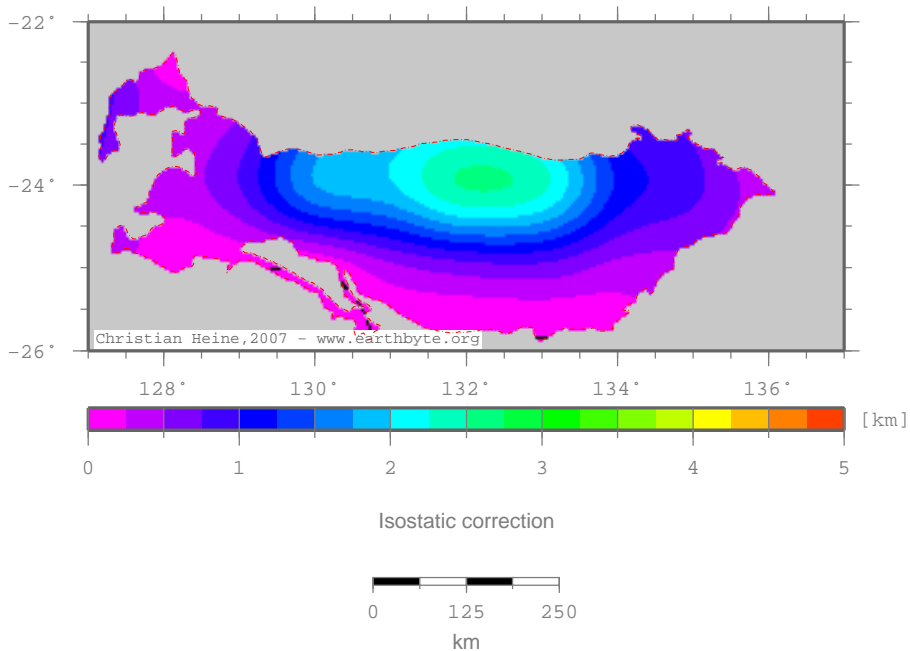 −22°
−24°
−26°
Christian Heine,2007 − www.earthbyte.org
128° 130° 132° 134° 136°
[km]
0 1 2 3 4 5
Isostatic correction
0 125 250
km